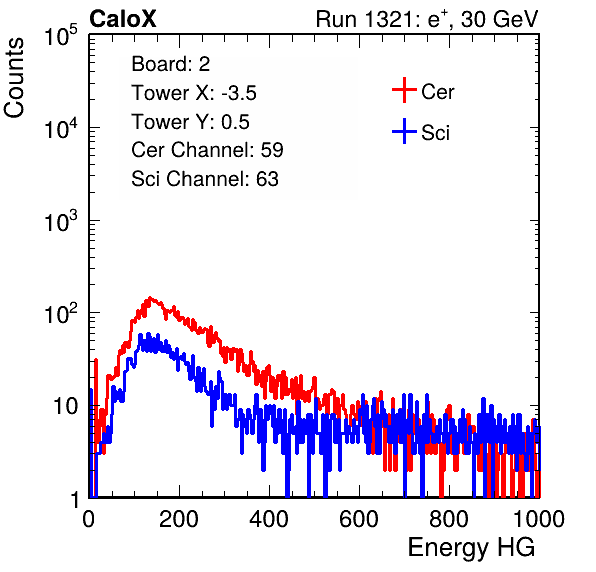 CaloX Run 1321: e⁺, 30 GeV
Counts
Board: 2
Tower X: -3.5
Tower Y: 0.5
Cer Channel: 59
Sci Channel: 63
Cer
Sci
10⁵
10⁴
10³
10²
10
1
0 200 400 600 800 1000
Energy HG